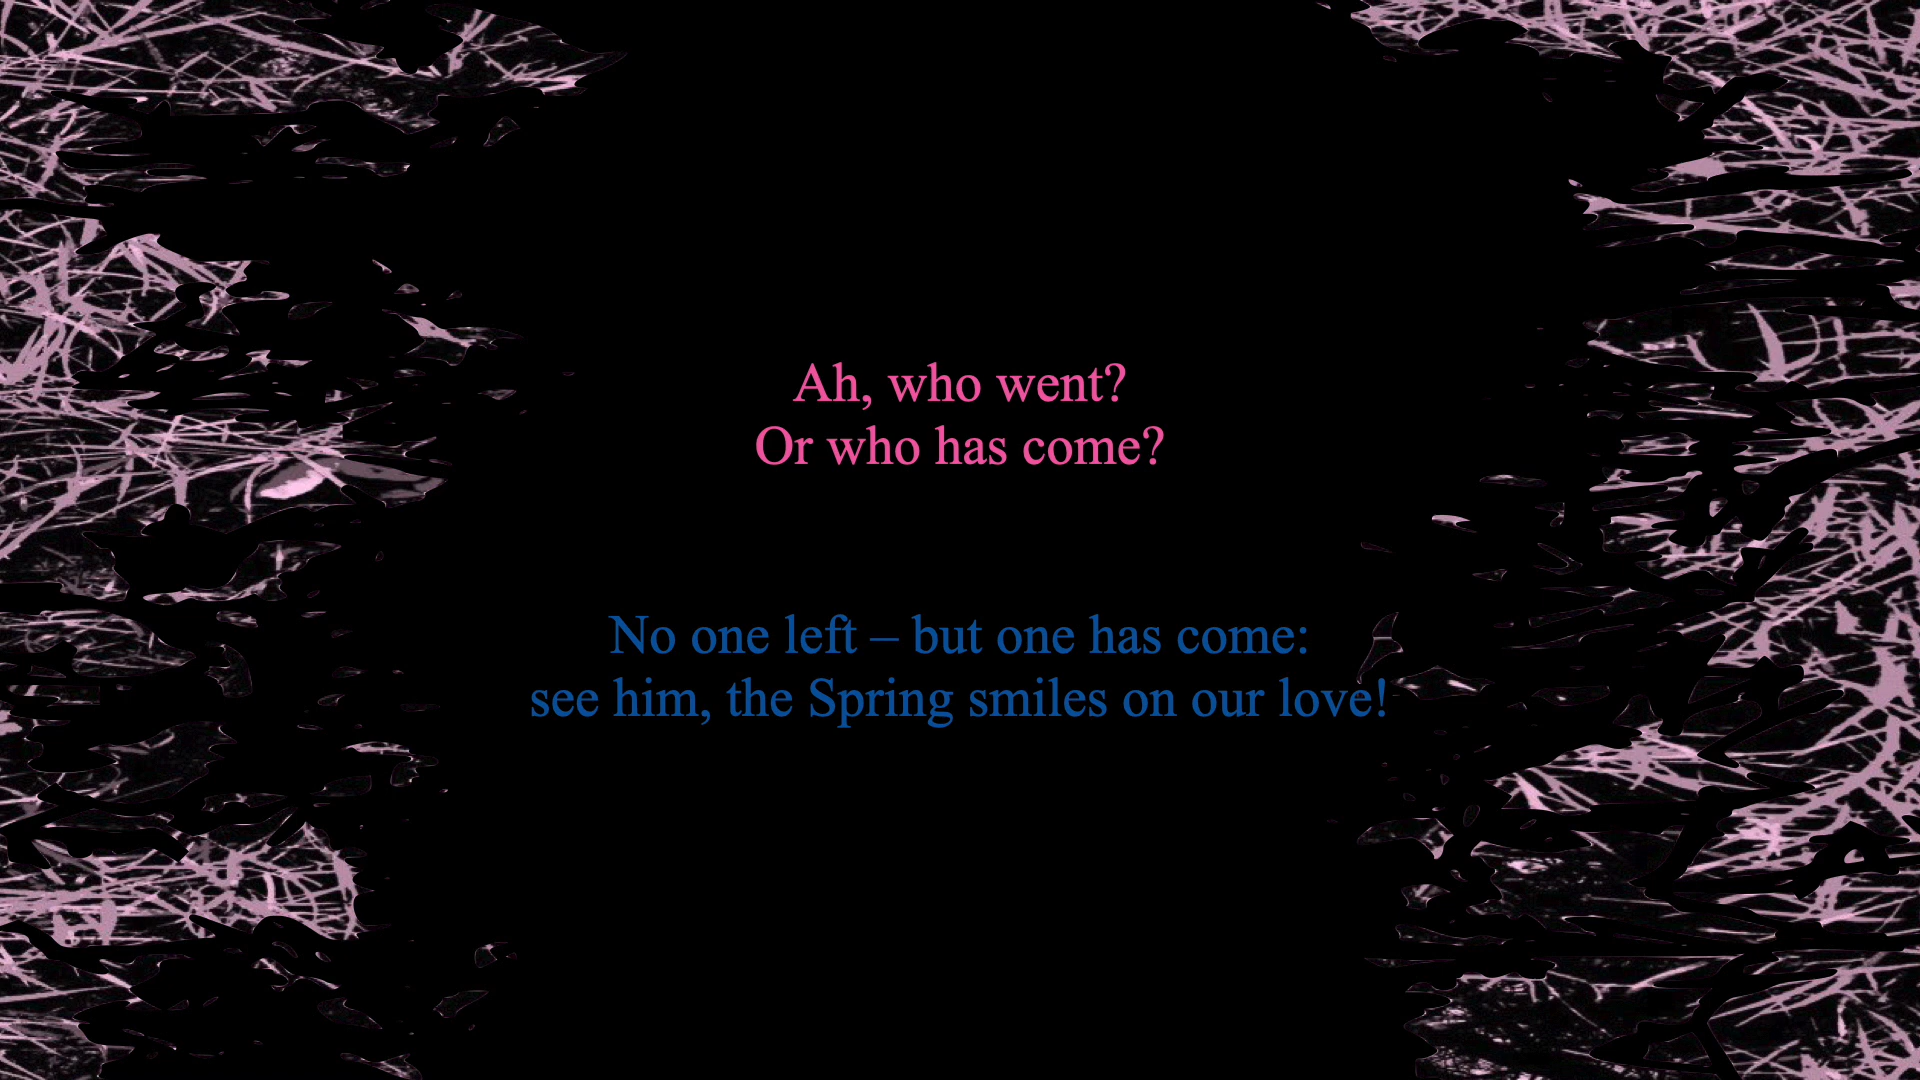 Ah, who went?
Or who has come?
No one left – but one has come:
see him, the Spring smiles on our love!